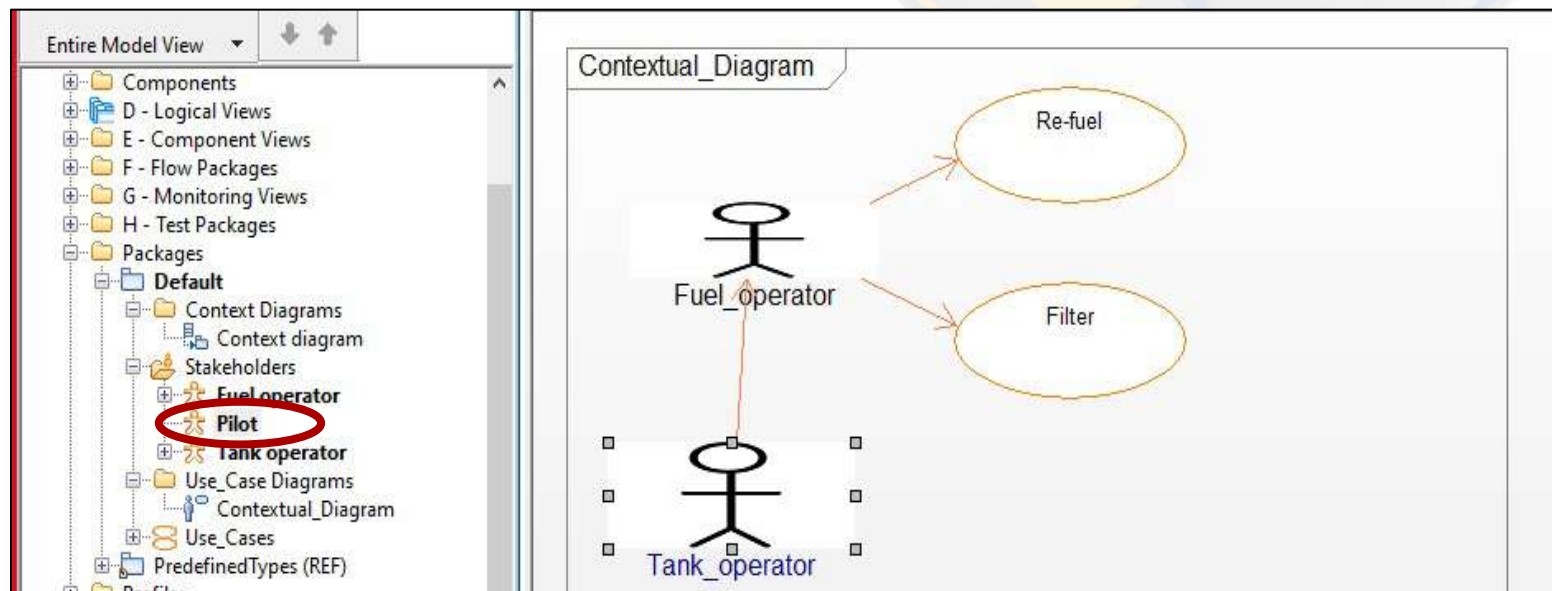 Entire Model View
Components
D - Logical Views
E - Component Views
F - Flow Packages
G - Monitoring Views
H - Test Packages
Packages
Default
Context Diagrams
Context diagram
Stakeholders
Fuel operator
Pilot
Tank operator
Use_Case Diagrams
Contextual_Diagram
Use_Cases
PredefinedTypes (REF)
Contextual_Diagram
Re-fuel
Fuel_operator
Filter
Tank_operator